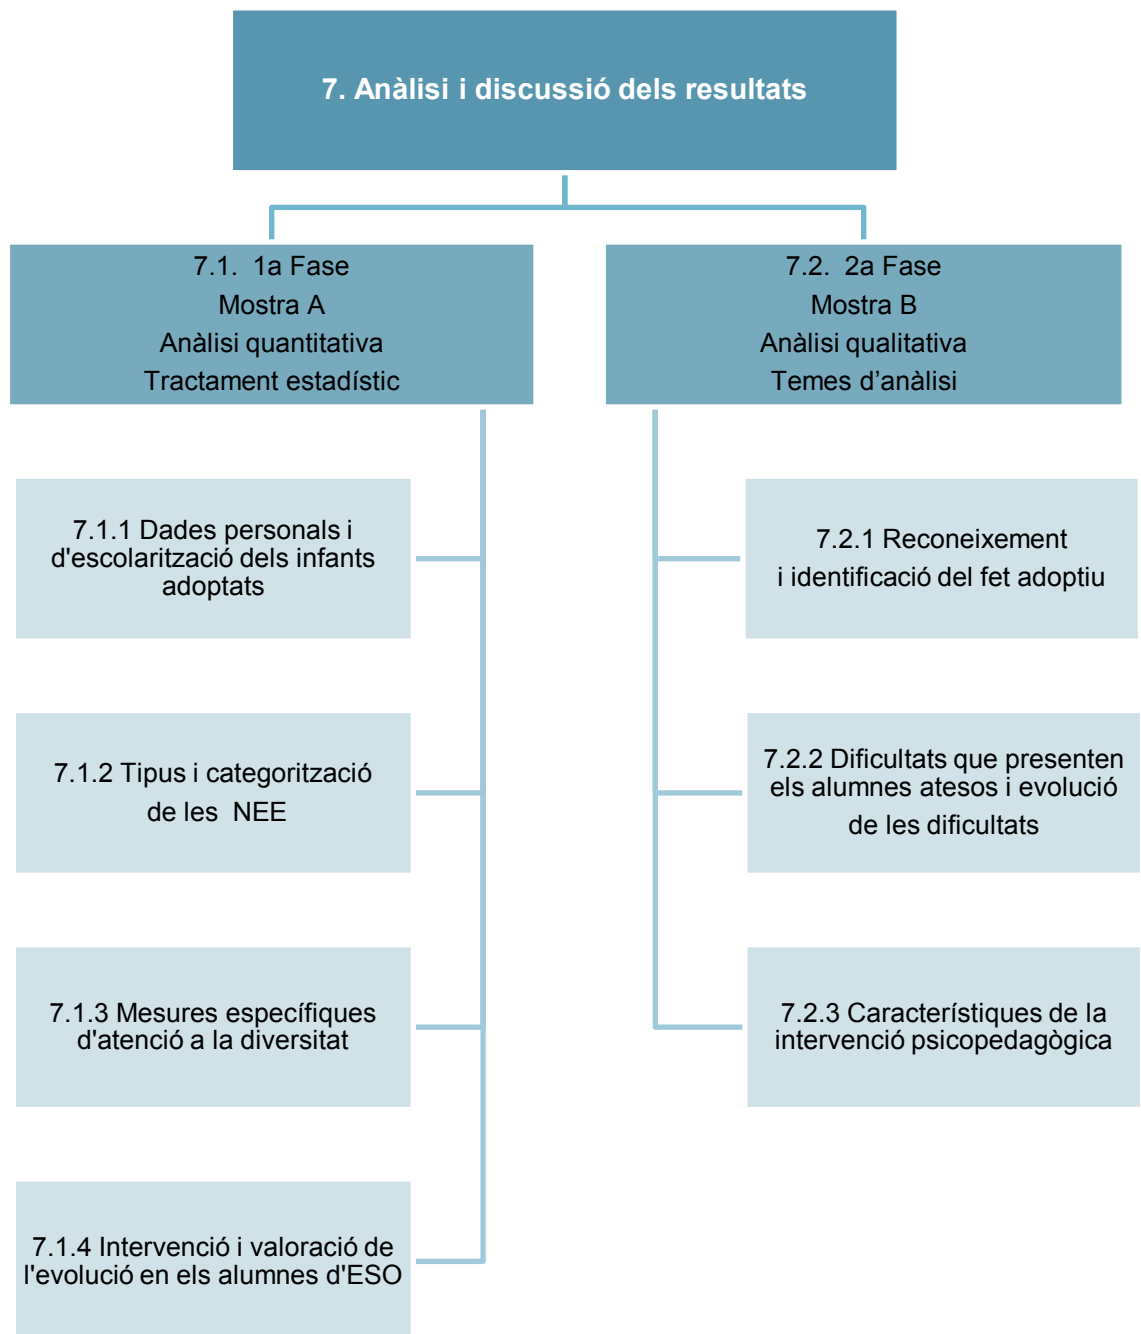 7. Anàlisi i discussió dels resultats
7.1. 1a Fase
Mostra A
Anàlisi quantitativa
Tractament estadístic
7.1.1 Dades personals i
d'escolarització dels infants
adoptats
7.1.2 Tipus i categorització
de les NEE
7.1.3 Mesures específiques
d'atenció a la diversitat
7.1.4 Intervenció i valoració de
l'evolució en els alumnes d'ESO
7.2. 2a Fase
Mostra B
Anàlisi qualitativa
Temes d’anàlisi
7.2.1 Reconeixement
i identificació del fet adoptiu
7.2.2 Dificultats que presenten
els alumnes atesos i evolució
de les dificultats
7.2.3 Característiques de la
intervenció psicopedagògica